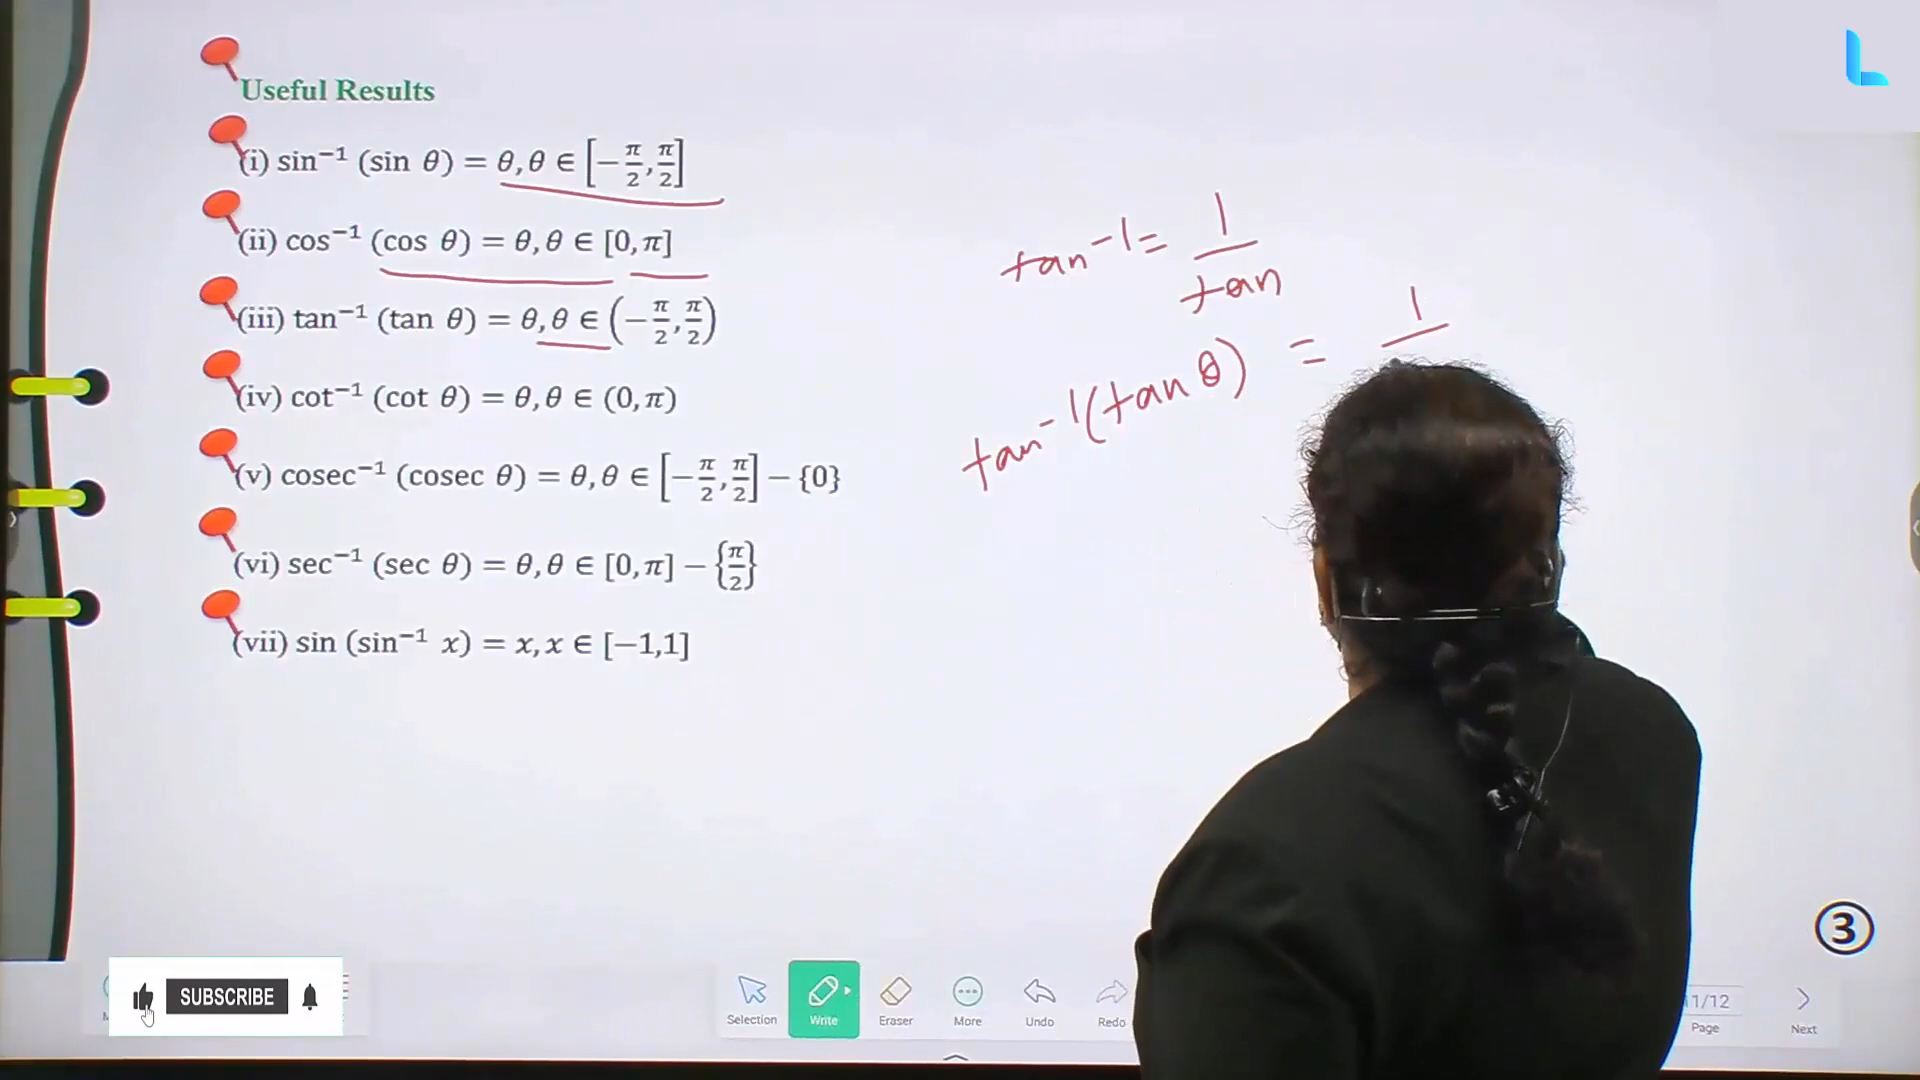 Useful Results
(i) sin⁻¹ (sin θ) = θ, θ ∈ [−π/2, π/2]
(ii) cos⁻¹ (cos θ) = θ, θ ∈ [0, π]
(iii) tan⁻¹ (tan θ) = θ, θ ∈ (−π/2, π/2)
(iv) cot⁻¹ (cot θ) = θ, θ ∈ (0, π)
(v) cosec⁻¹ (cosec θ) = θ, θ ∈ [−π/2, π/2] − {0}
(vi) sec⁻¹ (sec θ) = θ, θ ∈ [0, π] − {π/2}
(vii) sin (sin⁻¹ x) = x, x ∈ [−1,1]
tan⁻¹ = 1/tan
tan⁻¹(tan θ) = 1
3
SUBSCRIBE
Selection
Write
Eraser
More
Undo
Redo
11/12
Page
Next